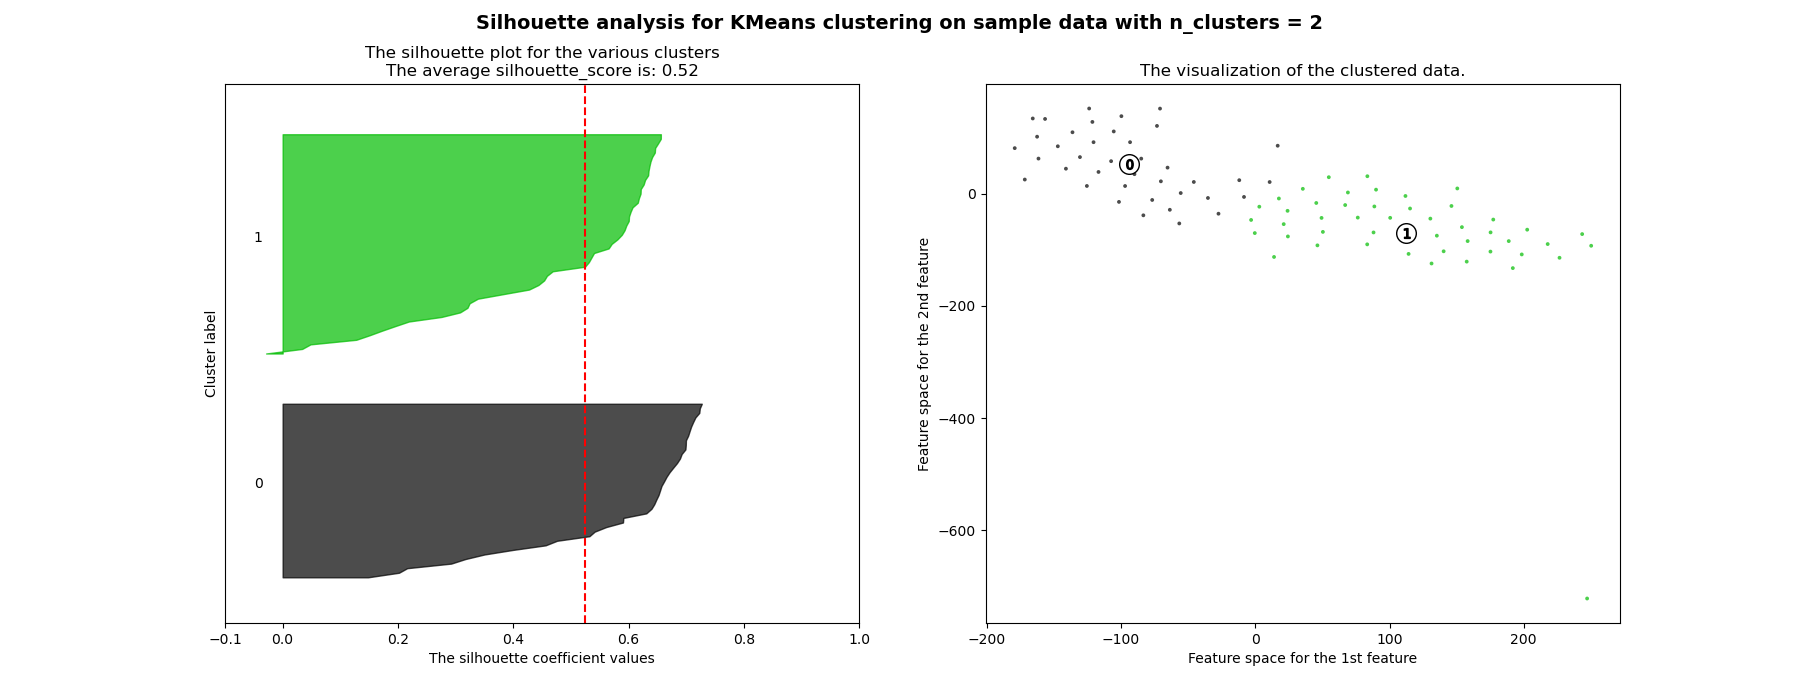 Silhouette analysis for KMeans clustering on sample data with n_clusters = 2
The silhouette plot for the various clusters
The average silhouette_score is: 0.52
1
0
Cluster label
−0.1 0.0 0.2 0.4 0.6 0.8 1.0
The silhouette coefficient values
The visualization of the clustered data.
0
1
0
−200
−400
−600
Feature space for the 2nd feature
−200 −100 0 100 200
Feature space for the 1st feature